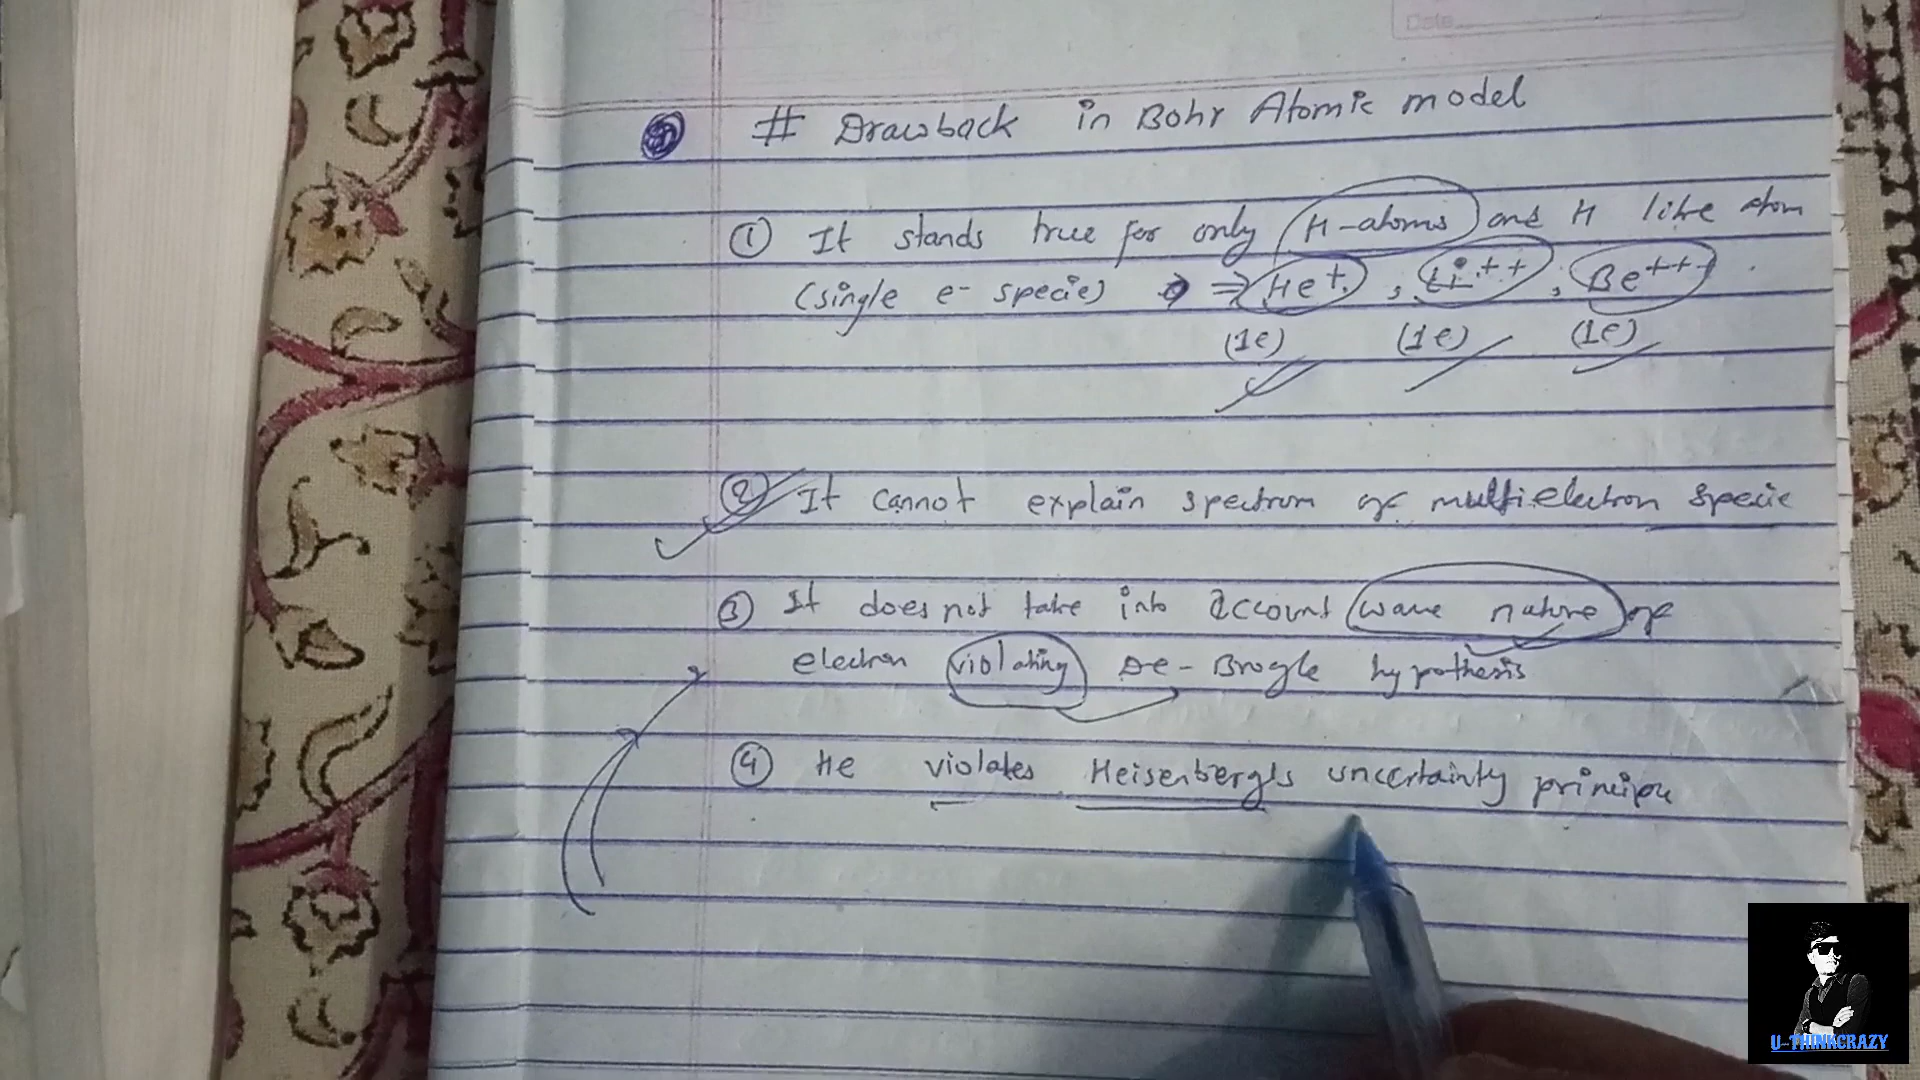 Date
# Drawback in Bohr Atomic model
① It stands true for only H-atoms and H like atom
(single e- specie) ⇒ He+, Li++, Be+++.
(1e) (1e) (1e)
② It cannot explain spectrum of multielectron specie
③ It does not take into account wave nature of
electron violating De-Brogle hypothesis
④ He violates Heisenbergs uncertainty principle
U-THINKCRAZY